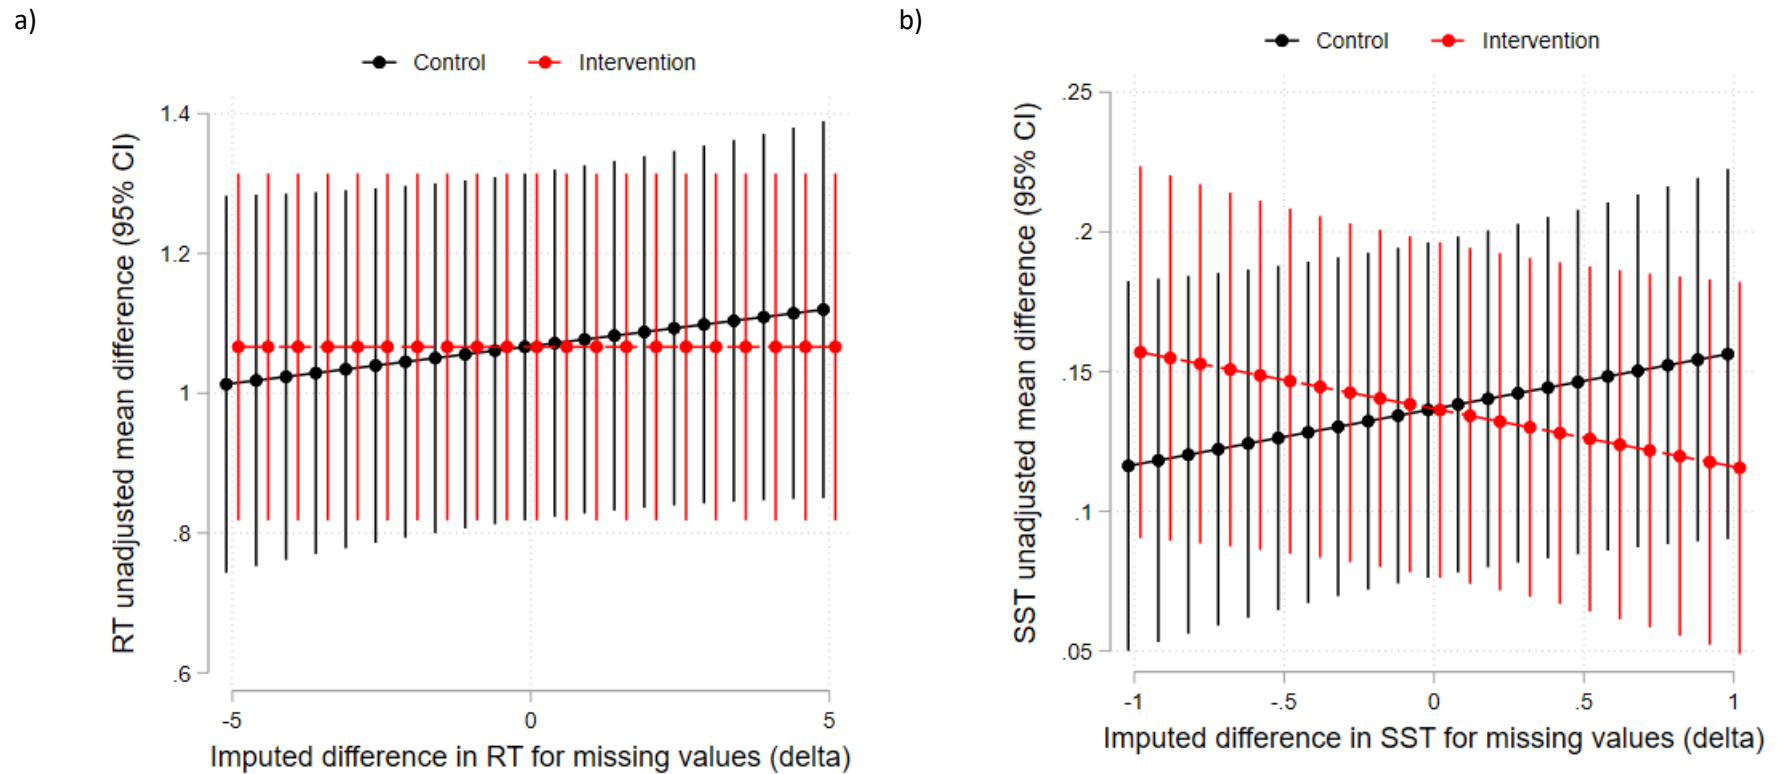 a)
Control
Intervention
RT unadjusted mean difference (95% CI)
1.4
1.2
1
.8
.6
-5
0
5
Imputed difference in RT for missing values (delta)
b)
Control
Intervention
SST unadjusted mean difference (95% CI)
.25
.2
.15
.1
.05
-1
-.5
0
.5
1
Imputed difference in SST for missing values (delta)